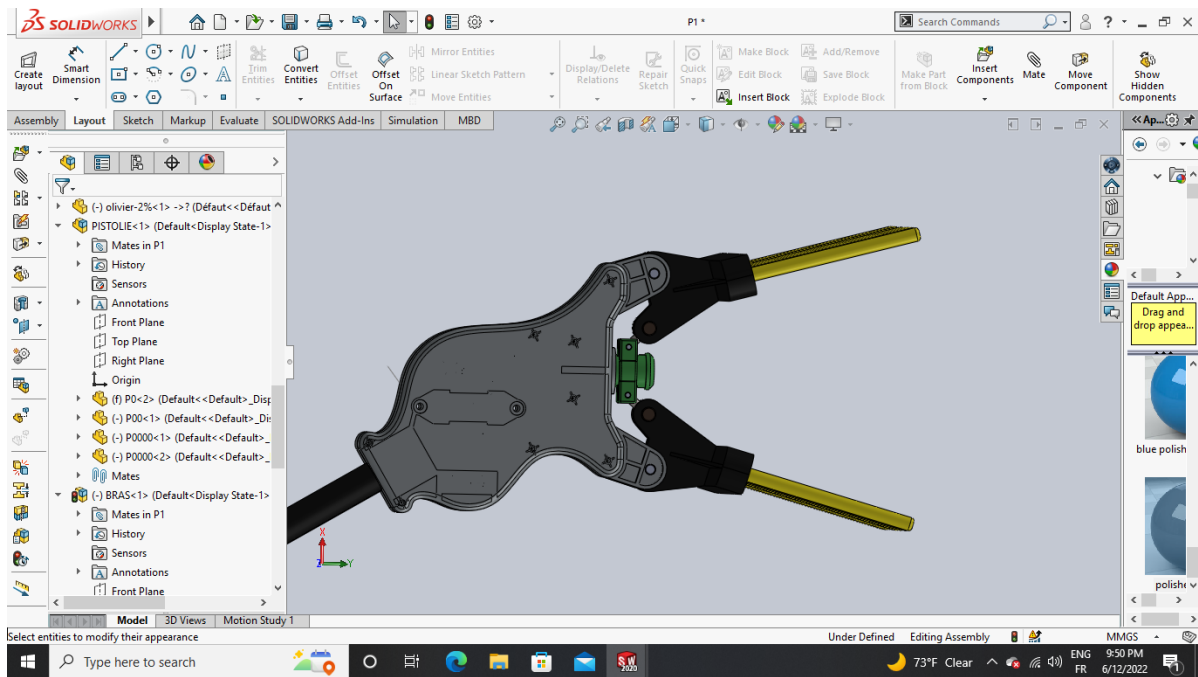 SOLIDWORKS
P1 *
Search Commands
?
Create layout
Smart Dimension
Trim Entities
Convert Entities
Offset Entities
Offset On Surface
Mirror Entities
Linear Sketch Pattern
Move Entities
Display/Delete Relations
Repair Sketch
Quick Snaps
Make Block
Edit Block
Insert Block
Add/Remove
Save Block
Explode Block
Make Part from Block
Insert Components
Mate
Move Component
Show Hidden Components
Assembly Layout Sketch Markup Evaluate SOLIDWORKS Add-Ins Simulation MBD
Ap...
(-) olivier-2%<1> ->? (Défaut<<Défaut
PISTOLIE<1> (Default<Display State-1>
Mates in P1
History
Sensors
Annotations
Front Plane
Top Plane
Right Plane
Origin
(f) P0<2> (Default<<Default>_Disp
(-) P00<1> (Default<<Default>_Di
(-) P0000<1> (Default<<Default>_
(-) P0000<2> (Default<<Default>_
Mates
(-) BRAS<1> (Default<Display State-1>
Mates in P1
History
Sensors
Annotations
Front Plane
X
Z
Y
Default App...
Drag and drop appea...
blue polish
polishe
Model 3D Views Motion Study 1
Select entities to modify their appearance
Under Defined Editing Assembly MMGS
Type here to search
SW 2020
73°F Clear
ENG
FR
9:50 PM
6/12/2022